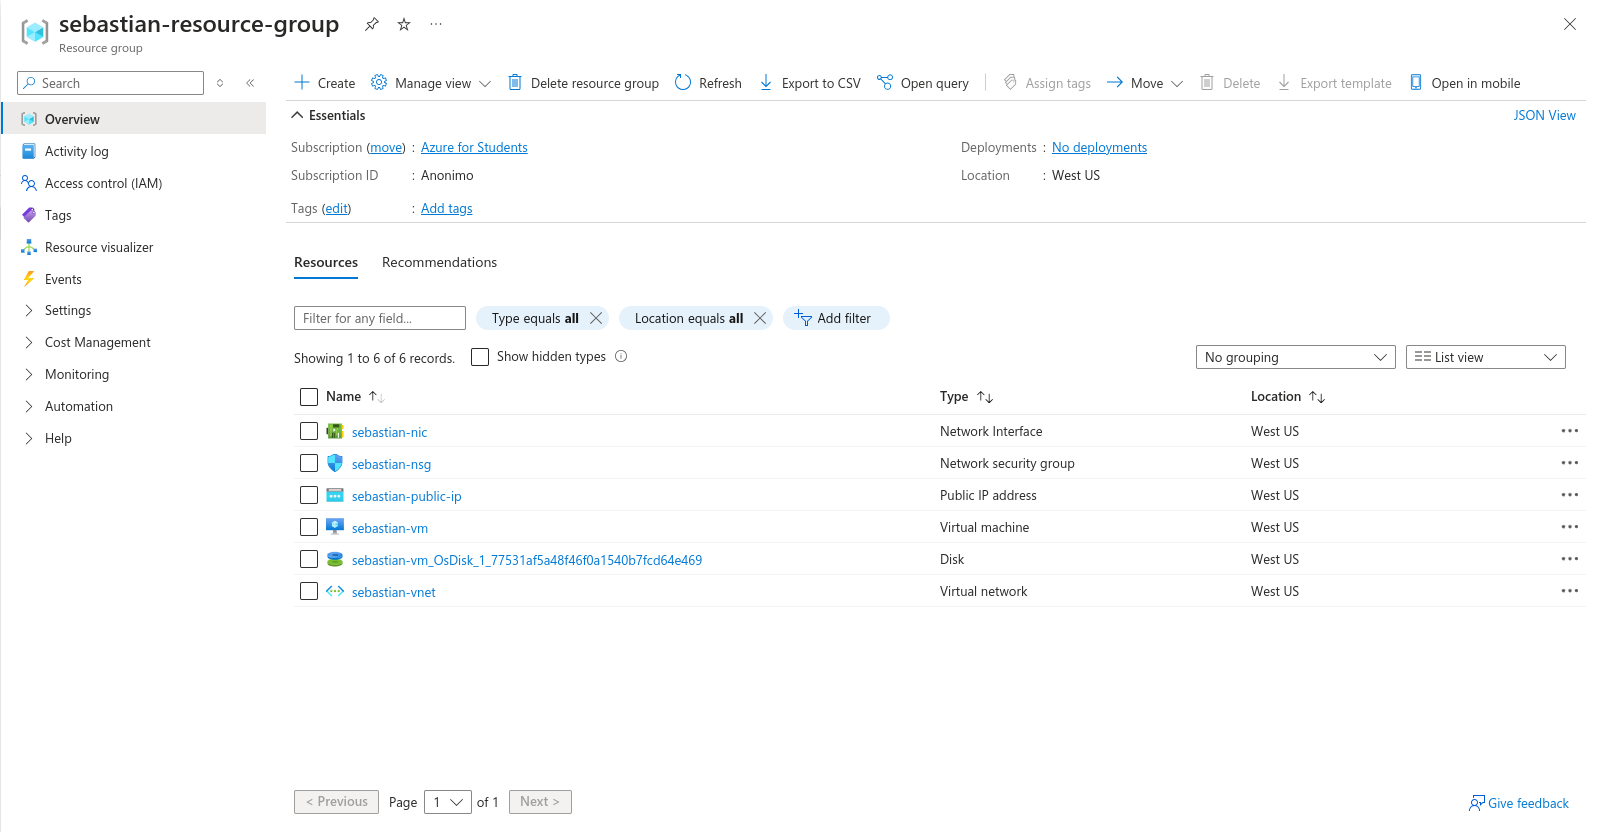 sebastian-resource-group
Resource group
Search
Overview
Activity log
Access control (IAM)
Tags
Resource visualizer
Events
Settings
Cost Management
Monitoring
Automation
Help
Create Manage view Delete resource group Refresh Export to CSV Open query Assign tags Move Delete Export template Open in mobile
Essentials JSON View
Subscription (move) : Azure for Students Deployments : No deployments
Subscription ID : Anonimo Location : West US
Tags (edit) : Add tags
Resources Recommendations
Filter for any field... Type equals all Location equals all Add filter
Showing 1 to 6 of 6 records. Show hidden types No grouping List view
Name Type Location
sebastian-nic Network Interface West US
sebastian-nsg Network security group West US
sebastian-public-ip Public IP address West US
sebastian-vm Virtual machine West US
sebastian-vm_OsDisk_1_77531af5a48f46f0a1540b7fcd64e469 Disk West US
sebastian-vnet Virtual network West US
< Previous Page 1 of 1 Next > Give feedback